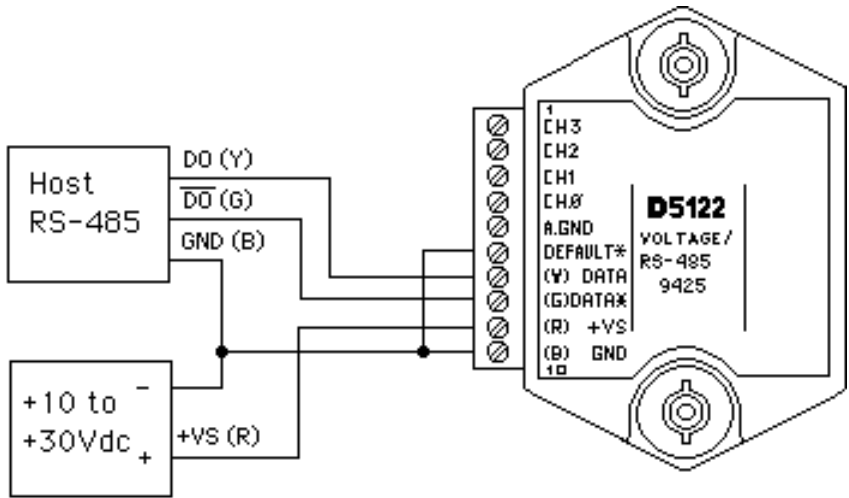 Host
RS-485
DO (Y)
DO (G)
GND (B)
+10 to
+30Vdc
−
+
+VS (R)
1
CH3
CH2
CH1
CH0
A.GND
DEFAULT*
(Y) DATA
(G)DATA*
(R) +VS
(B) GND
10
D5122
VOLTAGE/
RS-485
9425